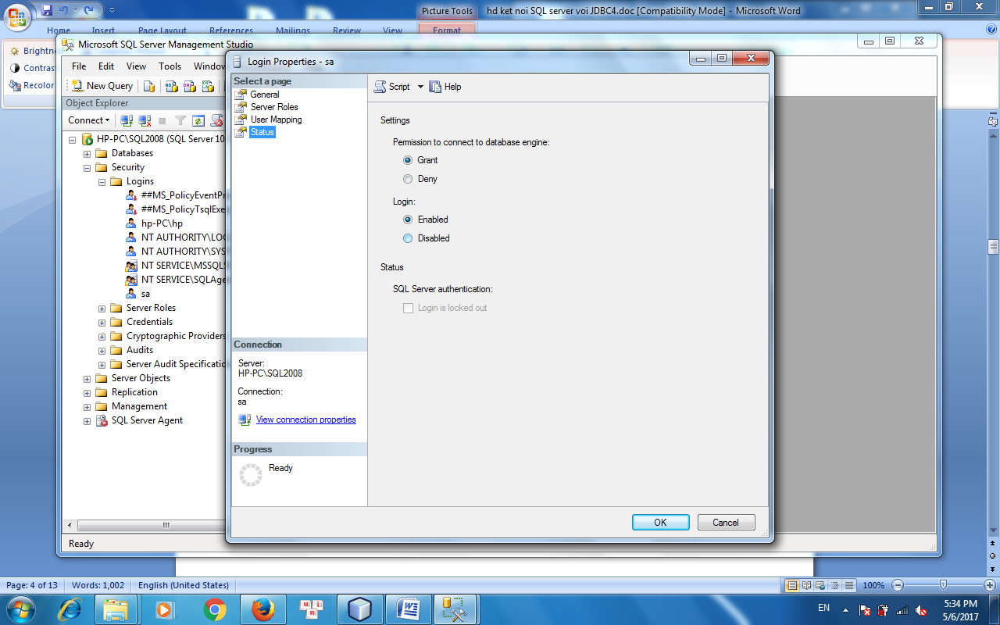 Picture Tools
hd ket noi SQL server voi JDBC4.doc [Compatibility Mode] - Microsoft Word
Home Insert Page Layout References Mailings Review View Format
Microsoft SQL Server Management Studio
File Edit View Tools Window
New Query
Object Explorer
Connect
HP-PC\SQL2008 (SQL Server 10
Databases
Security
Logins
##MS_PolicyEventPr
##MS_PolicyTsqlExe
hp-PC\hp
NT AUTHORITY\LOC
NT AUTHORITY\SYS
NT SERVICE\MSSQLS
NT SERVICE\SQLAge
sa
Server Roles
Credentials
Cryptographic Providers
Audits
Server Audit Specificatio
Server Objects
Replication
Management
SQL Server Agent
Ready
Brightn
Contras
Recolor
Login Properties - sa
Select a page
General
Server Roles
User Mapping
Status
Connection
Server:
HP-PC\SQL2008
Connection:
sa
View connection properties
Progress
Ready
Script Help
Settings
Permission to connect to database engine:
Grant
Deny
Login:
Enabled
Disabled
Status
SQL Server authentication:
Login is locked out
OK Cancel
Page: 4 of 13 Words: 1,002 English (United States) 100%
EN 5:34 PM
5/6/2017